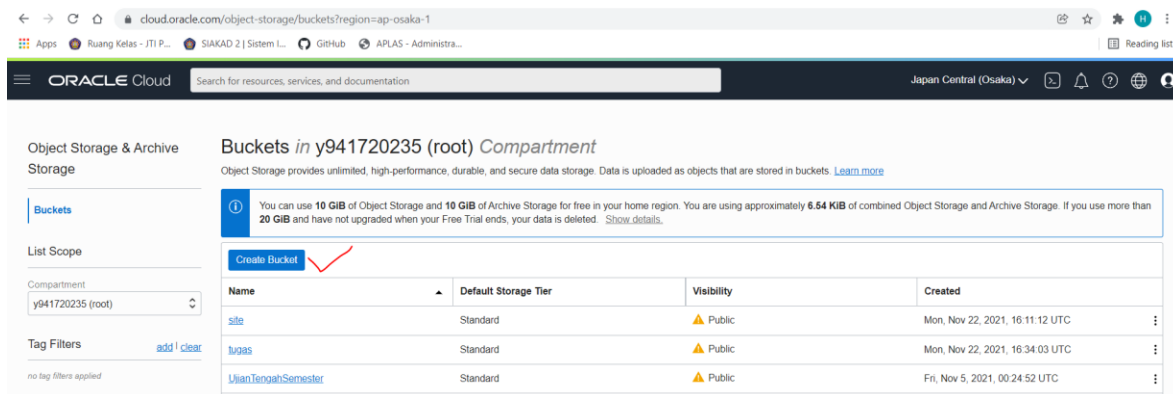 cloud.oracle.com/object-storage/buckets?region=ap-osaka-1
H
Apps Ruang Kelas - JTI P... SIAKAD 2 | Sistem I... GitHub APLAS - Administra... Reading list
ORACLE Cloud Search for resources, services, and documentation Japan Central (Osaka)
Object Storage & Archive
Storage
Buckets
List Scope
Compartment
y941720235 (root)
Tag Filters add | clear
no tag filters applied
Buckets in y941720235 (root) Compartment
Object Storage provides unlimited, high-performance, durable, and secure data storage. Data is uploaded as objects that are stored in buckets. Learn more
You can use 10 GiB of Object Storage and 10 GiB of Archive Storage for free in your home region. You are using approximately 6.54 KiB of combined Object Storage and Archive Storage. If you use more than
20 GiB and have not upgraded when your Free Trial ends, your data is deleted. Show details.
Create Bucket
Name Default Storage Tier Visibility Created
site Standard Public Mon, Nov 22, 2021, 16:11:12 UTC
tugas Standard Public Mon, Nov 22, 2021, 16:34:03 UTC
UjianTengahSemester Standard Public Fri, Nov 5, 2021, 00:24:52 UTC